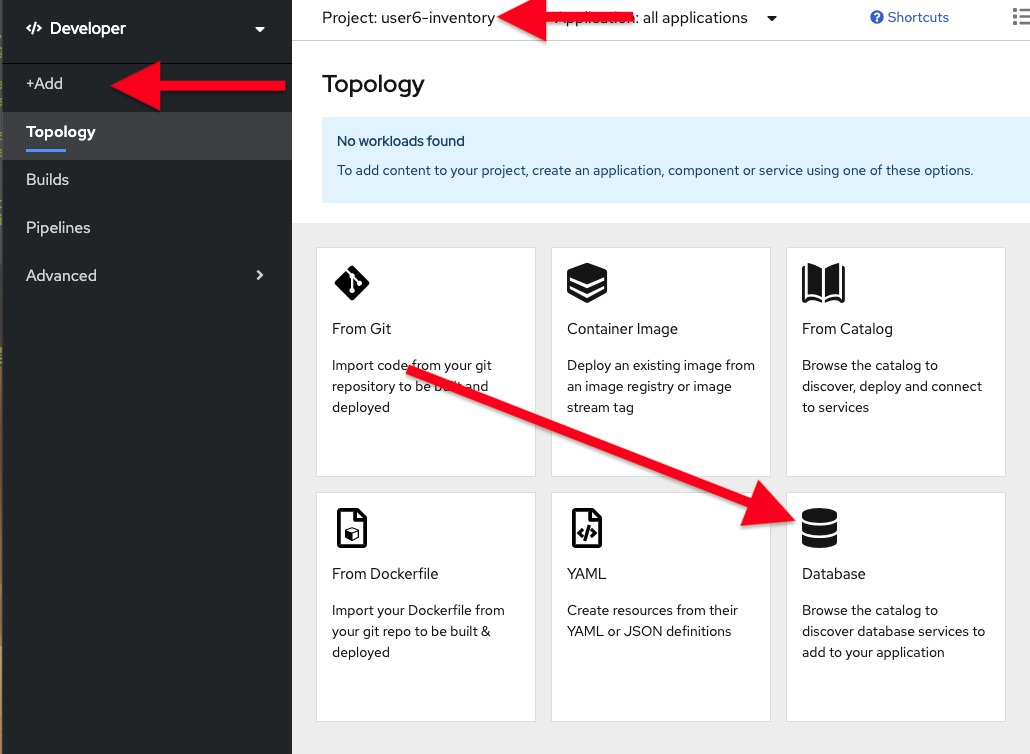 Developer
Project: user6-inventory
Application: all applications
Shortcuts
+Add
Topology
Builds
Pipelines
Advanced
Topology
No workloads found
To add content to your project, create an application, component or service using one of these options.
From Git
Import code from your git
repository to be built and
deployed
Container Image
Deploy an existing image from
an image registry or image
stream tag
From Catalog
Browse the catalog to
discover, deploy and connect
to services
From Dockerfile
Import your Dockerfile from
your git repo to be built &
deployed
YAML
Create resources from their
YAML or JSON definitions
Database
Browse the catalog to
discover database services to
add to your application